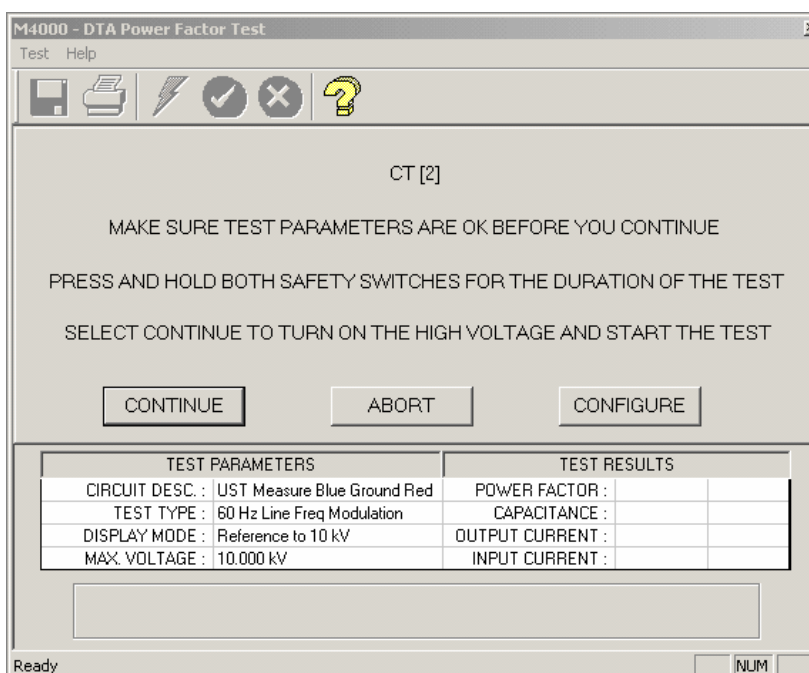 M4000 - DTA Power Factor Test
Test Help
CT [2]
MAKE SURE TEST PARAMETERS ARE OK BEFORE YOU CONTINUE
PRESS AND HOLD BOTH SAFETY SWITCHES FOR THE DURATION OF THE TEST
SELECT CONTINUE TO TURN ON THE HIGH VOLTAGE AND START THE TEST
CONTINUE ABORT CONFIGURE
TEST PARAMETERS TEST RESULTS
CIRCUIT DESC. : UST Measure Blue Ground Red POWER FACTOR :
TEST TYPE : 60 Hz Line Freq Modulation CAPACITANCE :
DISPLAY MODE : Reference to 10 kV OUTPUT CURRENT :
MAX. VOLTAGE : 10.000 kV INPUT CURRENT :
Ready NUM